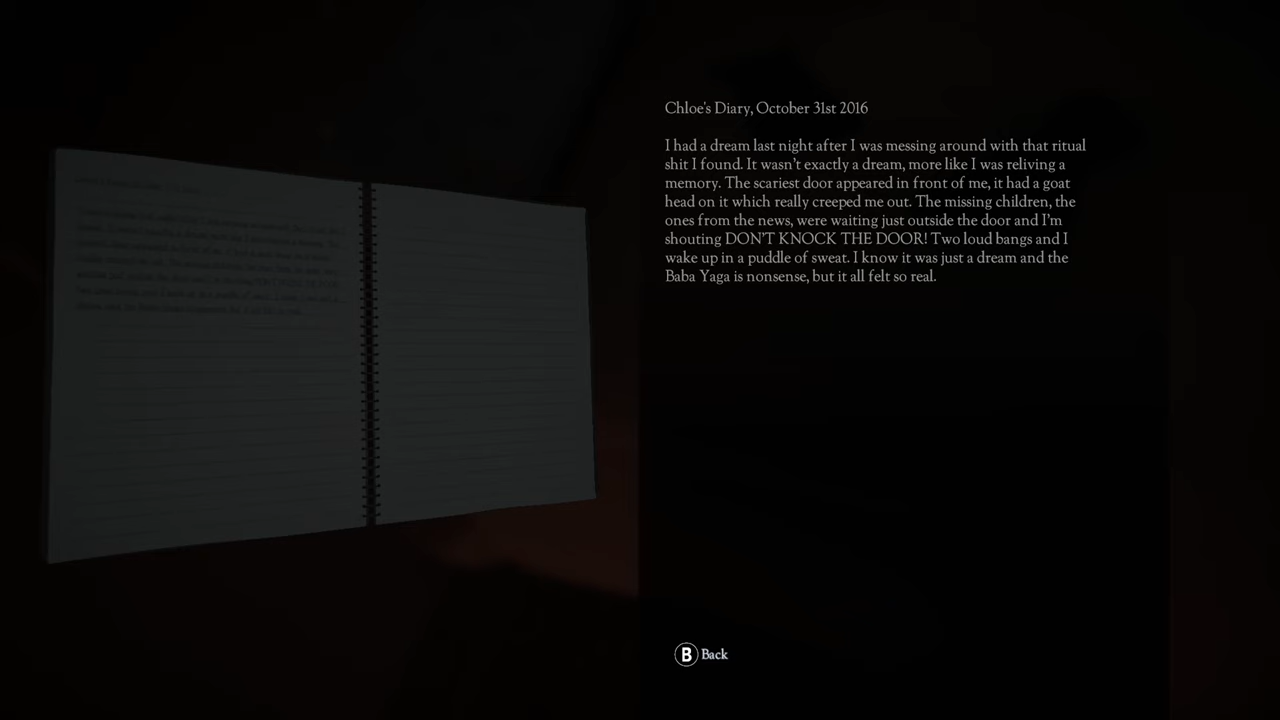 Chloe's Diary, October 31st 2016
I had a dream last night after I was messing around with that ritual
shit I found. It wasn't exactly a dream, more like I was reliving a
memory. The scariest door appeared in front of me, it had a goat
head on it which really creeped me out. The missing children, the
ones from the news, were waiting just outside the door and I'm
shouting DON'T KNOCK THE DOOR! Two loud bangs and I
wake up in a puddle of sweat. I know it was just a dream and the
Baba Yaga is nonsense, but it all felt so real.
B Back